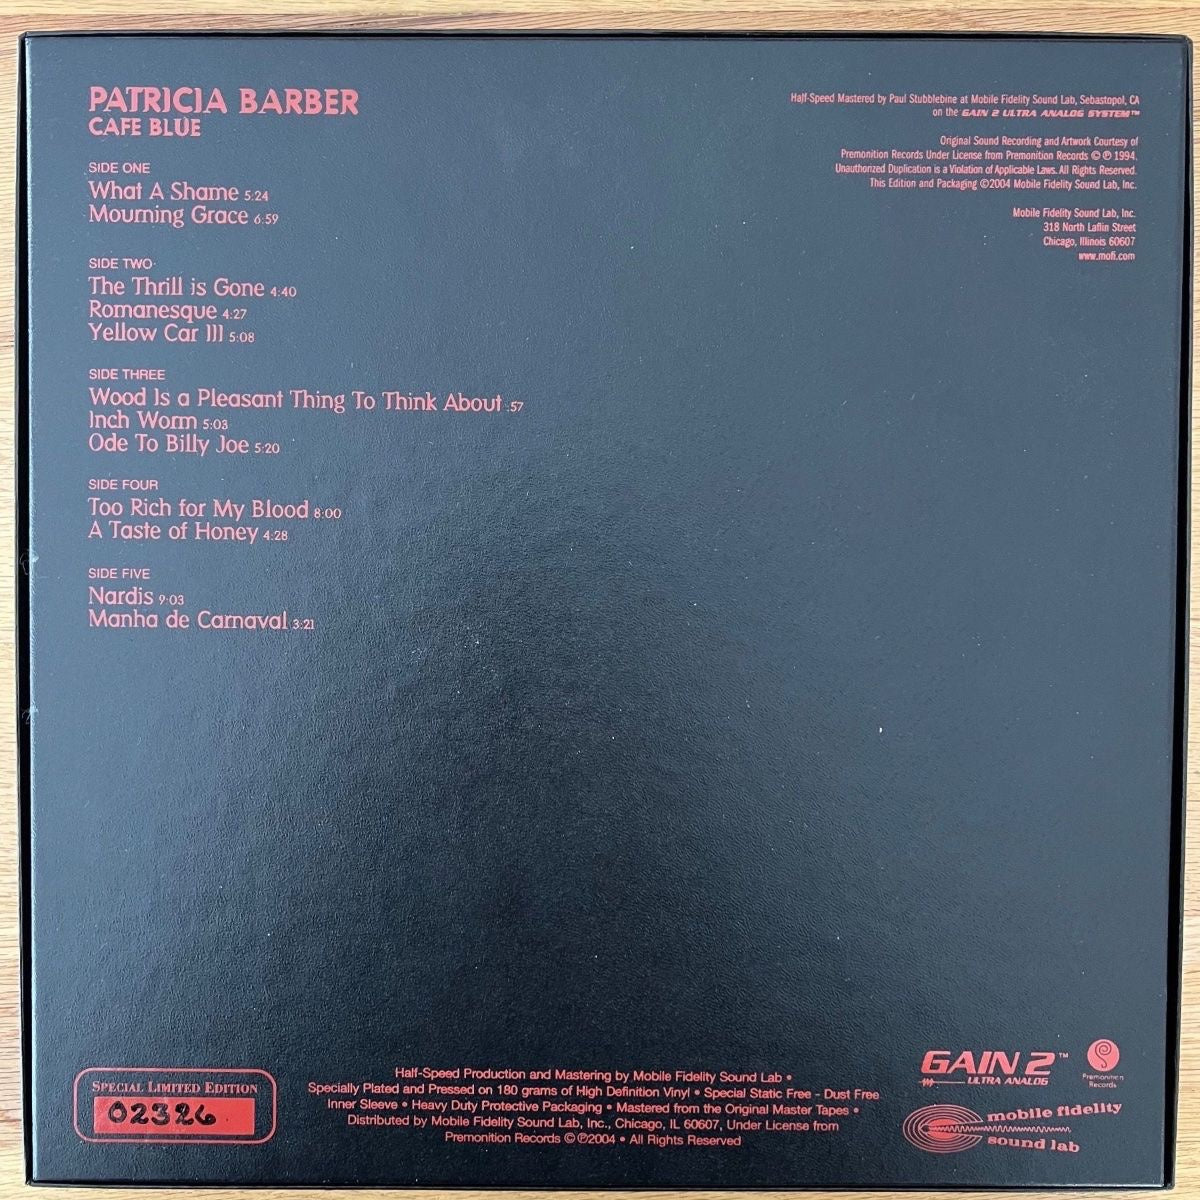 PATRICIA BARBER
CAFE BLUE
SIDE ONE
What A Shame 5:24
Mourning Grace 6:59
SIDE TWO
The Thrill is Gone 4:40
Romanesque 4:27
Yellow Car III 5:08
SIDE THREE
Wood Is a Pleasant Thing To Think About :57
Inch Worm 5:03
Ode To Billy Joe 5:20
SIDE FOUR
Too Rich for My Blood 8:00
A Taste of Honey 4:28
SIDE FIVE
Nardis 9:03
Manha de Carnaval 3:21
Half-Speed Mastered by Paul Stubblebine at Mobile Fidelity Sound Lab, Sebastopol, CA
on the GAIN 2 ULTRA ANALOG SYSTEM™
Original Sound Recording and Artwork Courtesy of
Premonition Records Under License from Premonition Records © ℗ 1994.
Unauthorized Duplication is a Violation of Applicable Laws. All Rights Reserved.
This Edition and Packaging ©2004 Mobile Fidelity Sound Lab, Inc.
Mobile Fidelity Sound Lab, Inc.
318 North Laflin Street
Chicago, Illinois 60607
www.mofi.com
SPECIAL LIMITED EDITION
02326
Half-Speed Production and Mastering by Mobile Fidelity Sound Lab •
Specially Plated and Pressed on 180 grams of High Definition Vinyl • Special Static Free - Dust Free
Inner Sleeve • Heavy Duty Protective Packaging • Mastered from the Original Master Tapes •
Distributed by Mobile Fidelity Sound Lab, Inc., Chicago, IL 60607, Under License from
Premonition Records ©℗2004 • All Rights Reserved
GAIN 2™
ULTRA ANALOG
Premonition
Records
mobile fidelity
sound lab